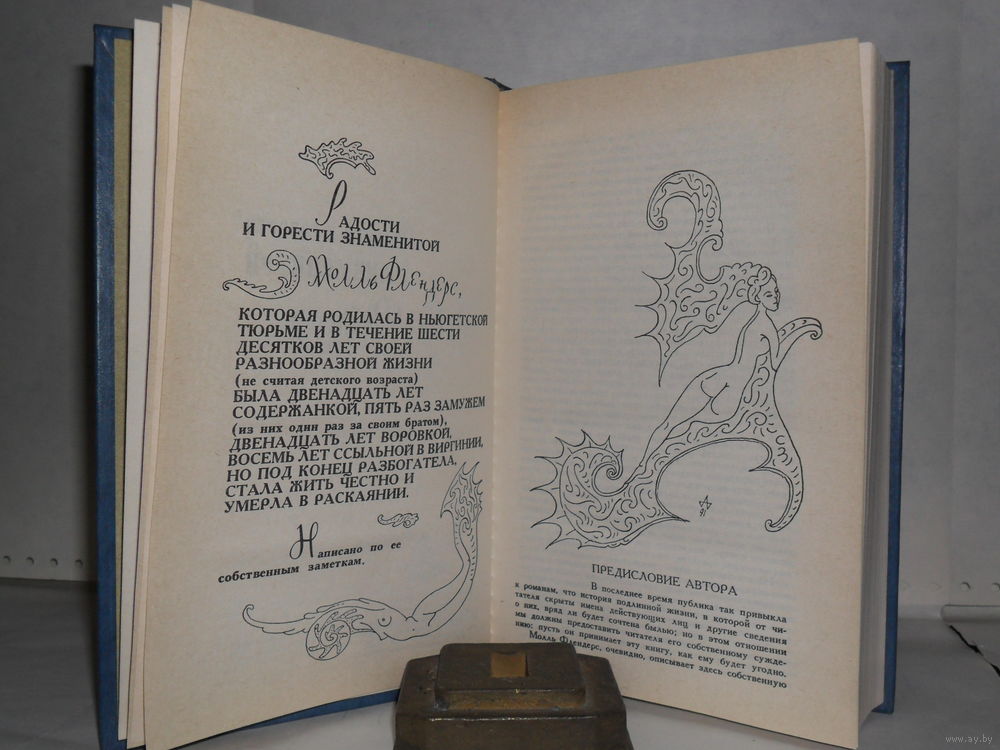 Радости
и горести знаменитой
Молль Флендерс,
которая родилась в Ньюгетской
тюрьме и в течение шести
десятков лет своей
разнообразной жизни
(не считая детского возраста)
была двенадцать лет
содержанкой, пять раз замужем
(из них один раз за своим братом),
двенадцать лет воровкой,
восемь лет ссыльной в Виргинии,
но под конец разбогатела,
стала жить честно и
умерла в раскаянии.
Написано по ее
собственным заметкам.
ПРЕДИСЛОВИЕ АВТОРА
В последнее время публика так привыкла
к романам, что история подлинной жизни, в которой от чи-
тателя скрыты имена действующих лиц и другие сведения
о них, вряд ли будет сочтена былью; но в этом отношении
мы должны предоставить читателя его собственному сужде-
нию: пусть он принимает эту книгу, как ему будет угодно.
Молль Флендерс, очевидно, описывает здесь собственную
www.ay.by